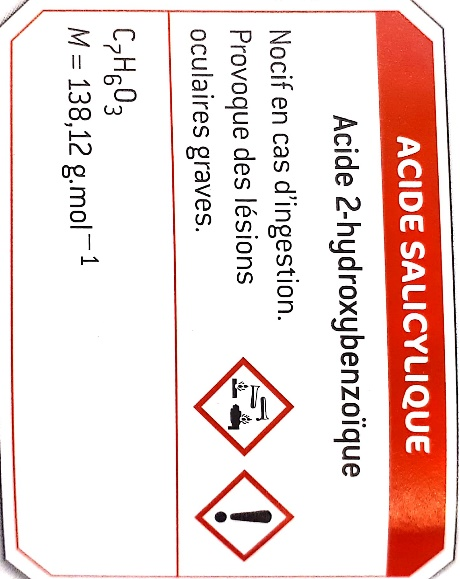 ACIDE SALICYLIQUE
Acide 2-hydroxybenzoïque
Nocif en cas d'ingestion.
Provoque des lésions
oculaires graves.
C₇H₆O₃
M = 138,12 g.mol⁻¹